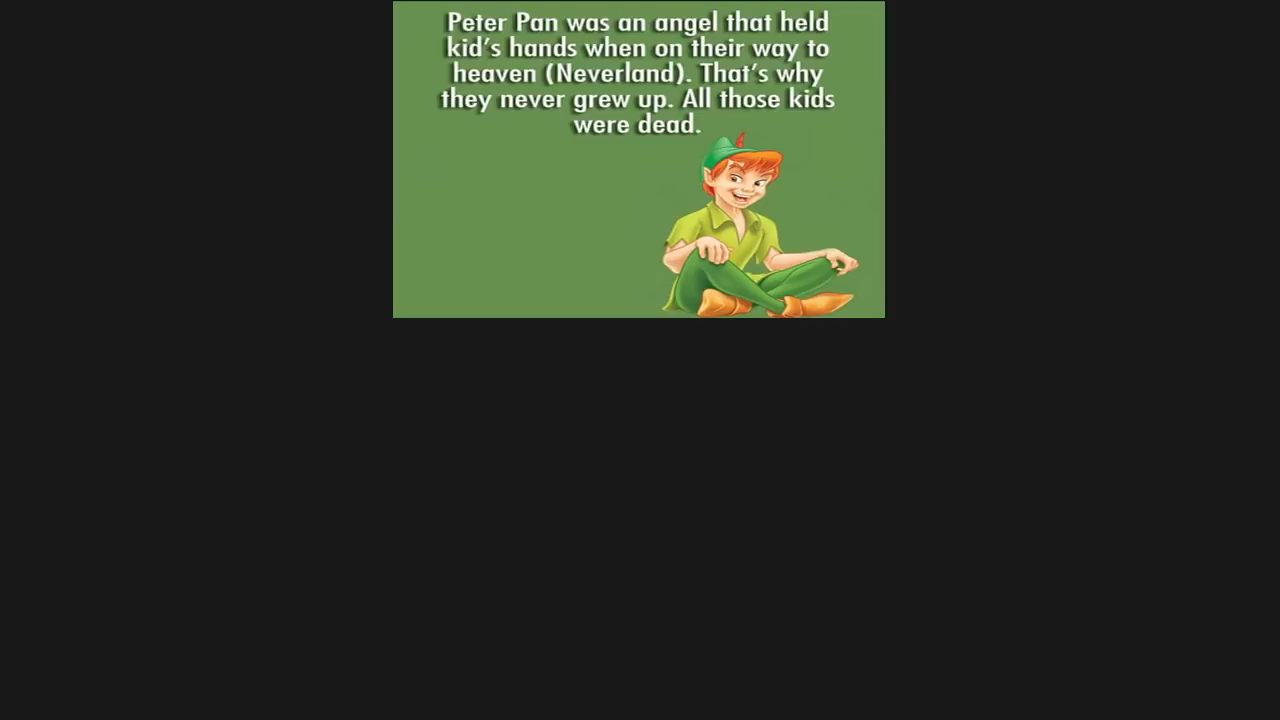 Peter Pan was an angel that held
kid's hands when on their way to
heaven (Neverland). That's why
they never grew up. All those kids
were dead.